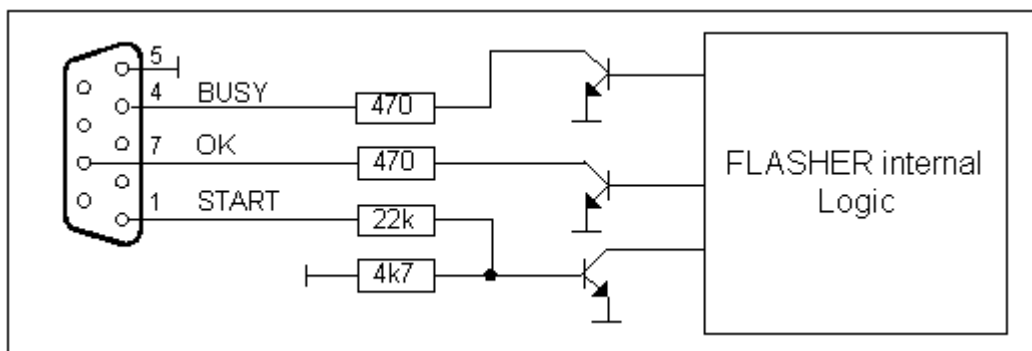 5
4 BUSY 470
7 OK 470
1 START 22k
4k7
FLASHER internal
Logic